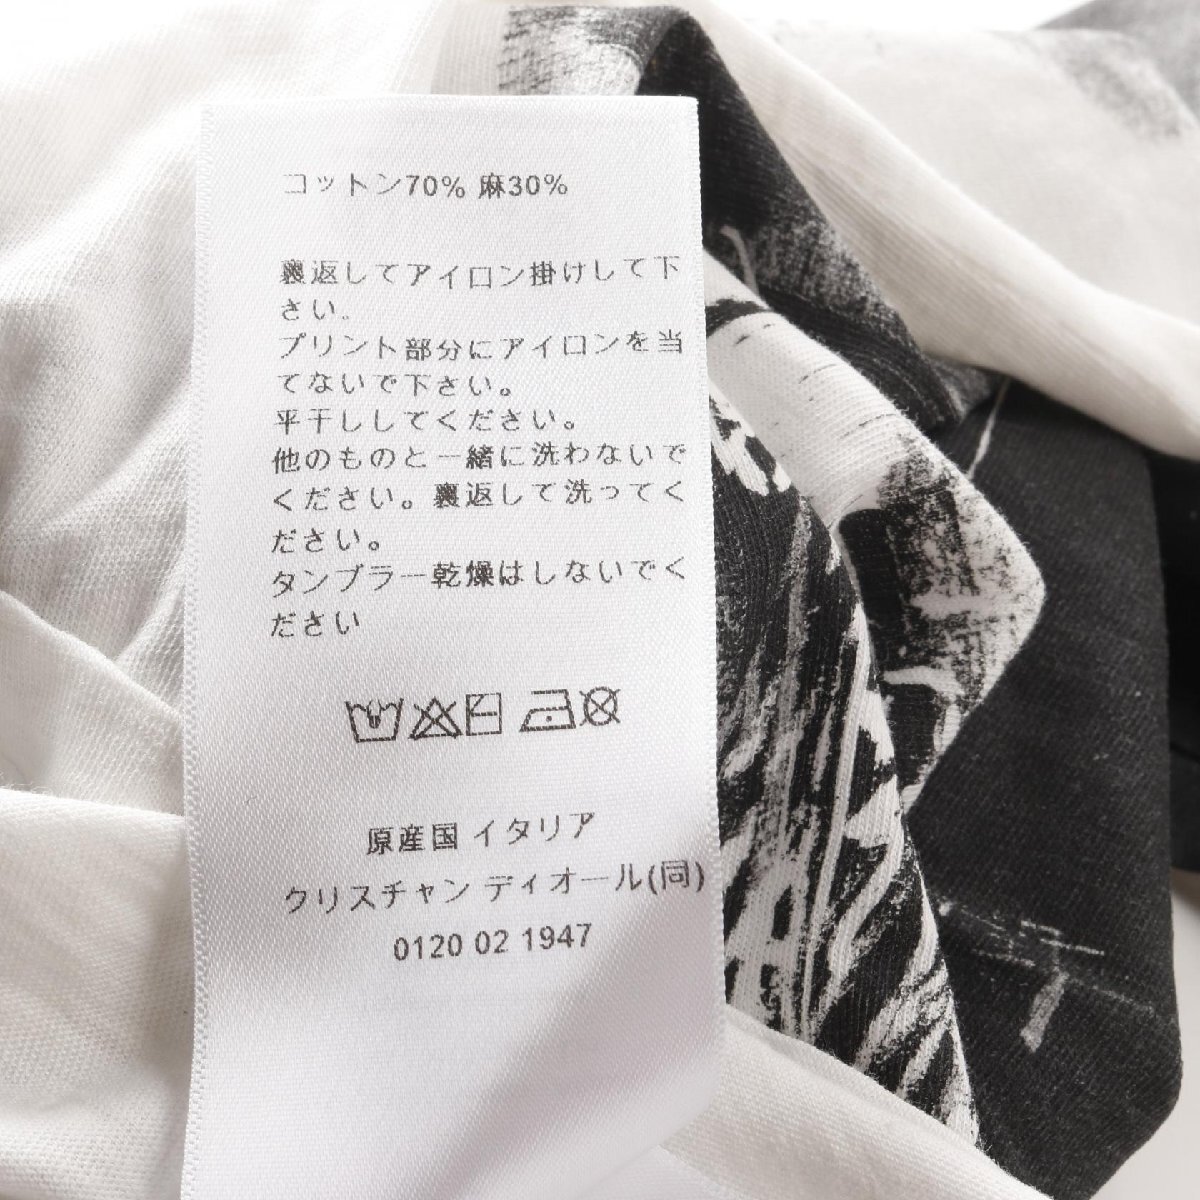 コットン70% 麻30%
裏返してアイロン掛けして下
さい。
プリント部分にアイロンを当
てないで下さい。
平干ししてください。
他のものと一緒に洗わないで
ください。裏返して洗ってく
ださい。
タンブラー乾燥はしないでく
ださい
原産国 イタリア
クリスチャン ディオール(同)
0120 02 1947